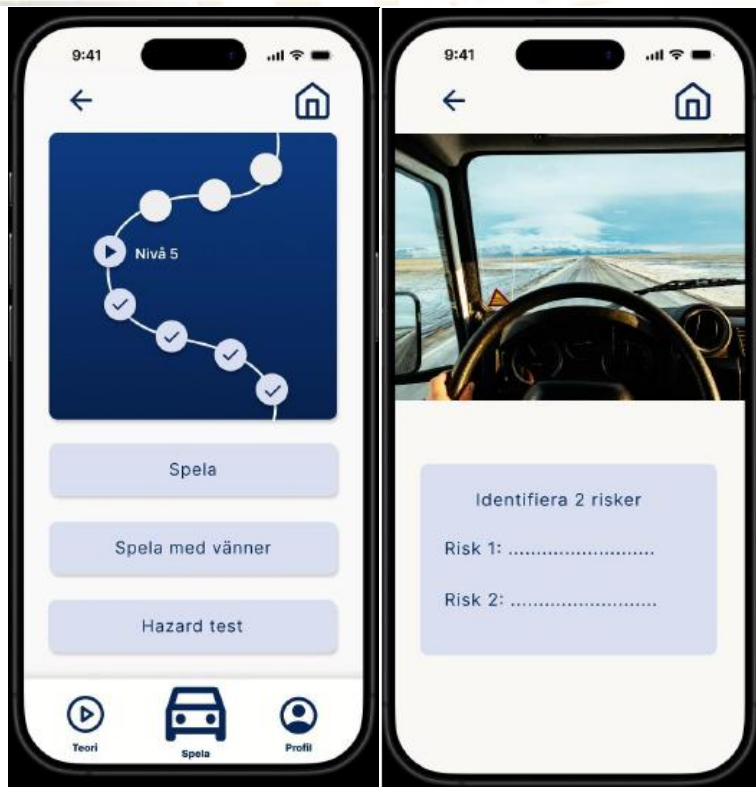 9:41
Nivå 5
Spela
Spela med vänner
Hazard test
Teori
Spela
Profil
9:41
Identifiera 2 risker
Risk 1: ..........................
Risk 2: ..........................